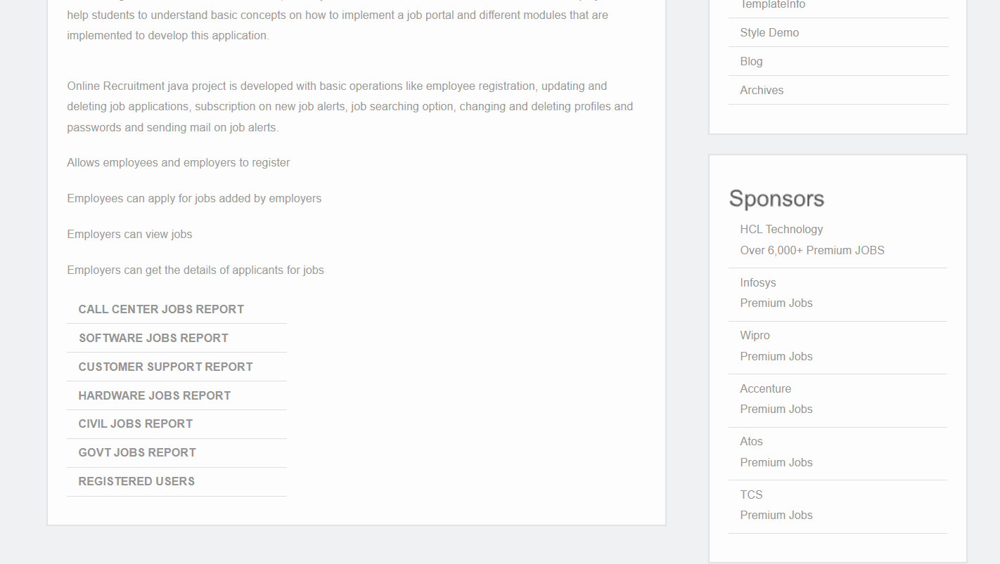 help students to understand basic concepts on how to implement a job portal and different modules that are
implemented to develop this application.
Online Recruitment java project is developed with basic operations like employee registration, updating and
deleting job applications, subscription on new job alerts, job searching option, changing and deleting profiles and
passwords and sending mail on job alerts.
Allows employees and employers to register
Employees can apply for jobs added by employers
Employers can view jobs
Employers can get the details of applicants for jobs
CALL CENTER JOBS REPORT
SOFTWARE JOBS REPORT
CUSTOMER SUPPORT REPORT
HARDWARE JOBS REPORT
CIVIL JOBS REPORT
GOVT JOBS REPORT
REGISTERED USERS
TemplateInfo
Style Demo
Blog
Archives
Sponsors
HCL Technology
Over 6,000+ Premium JOBS
Infosys
Premium Jobs
Wipro
Premium Jobs
Accenture
Premium Jobs
Atos
Premium Jobs
TCS
Premium Jobs